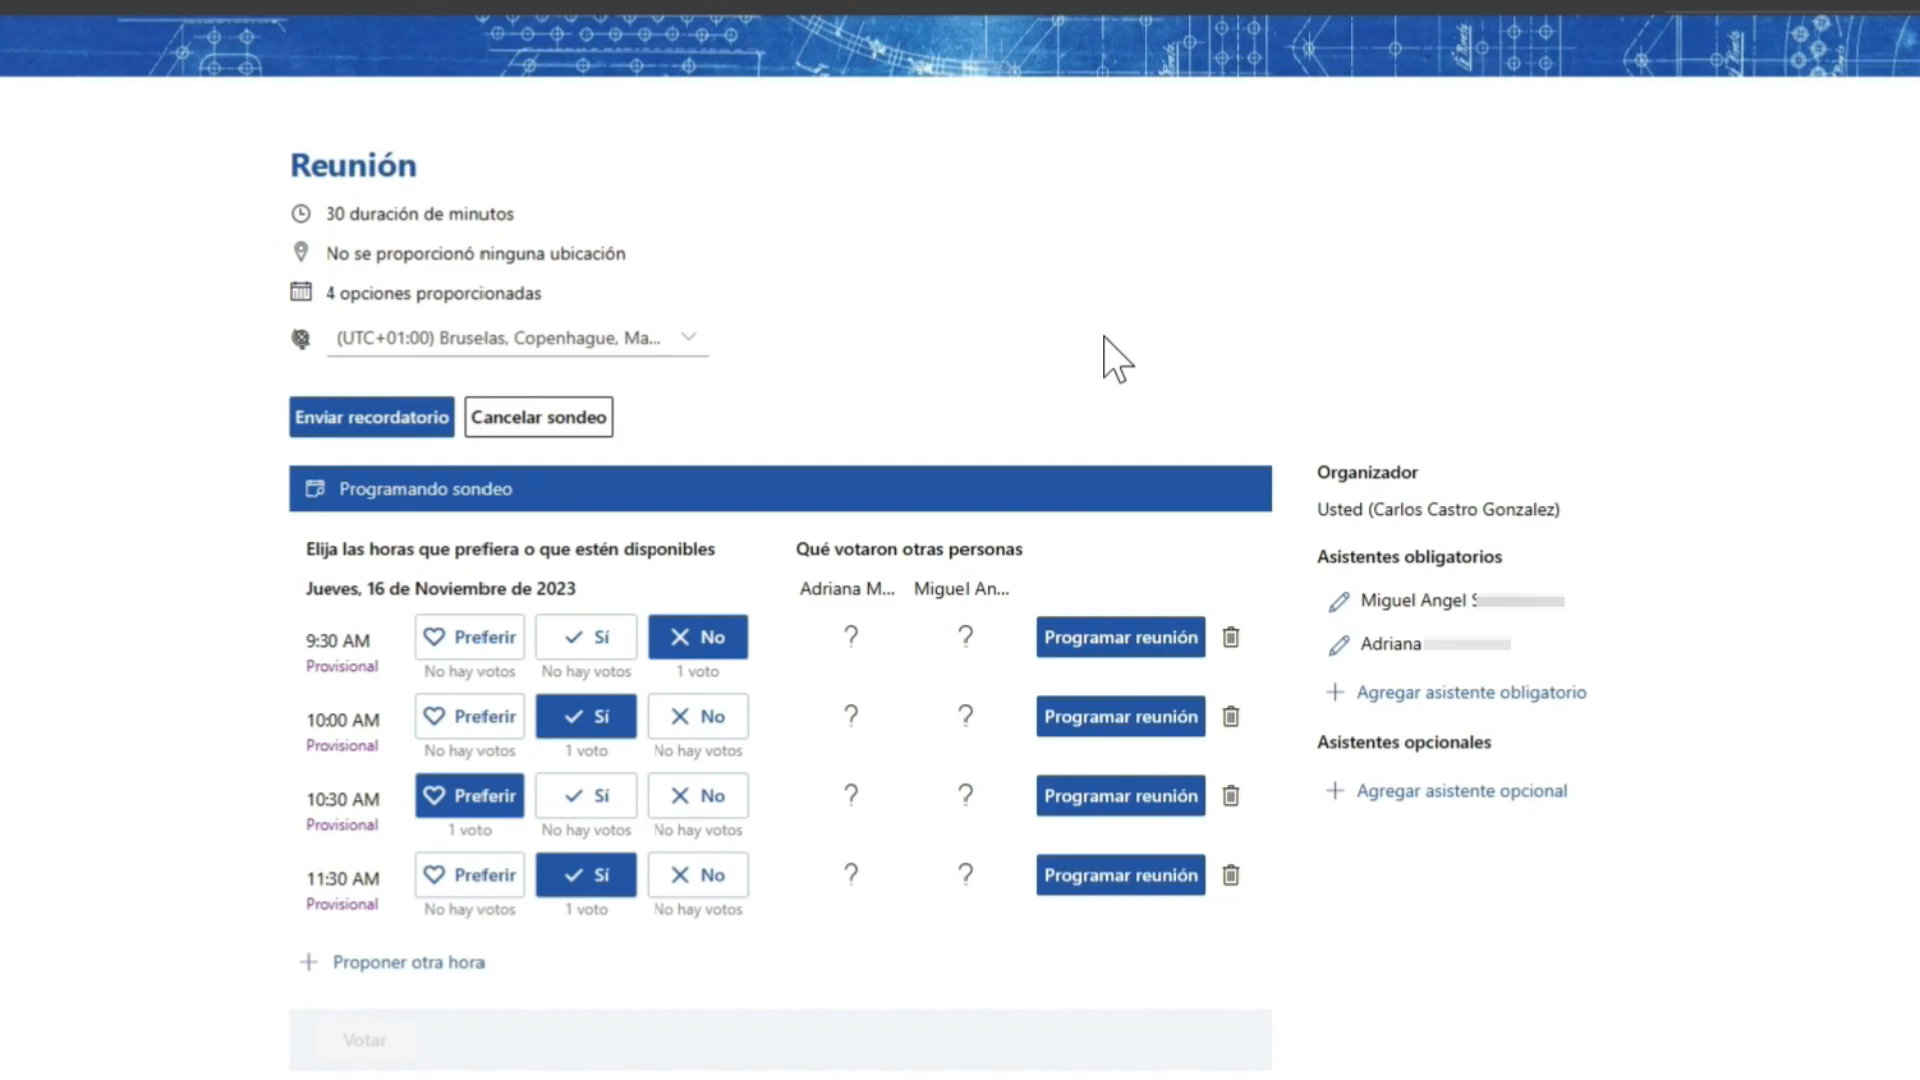 Reunión
30 duración de minutos
No se proporcionó ninguna ubicación
4 opciones proporcionadas
(UTC+01:00) Bruselas, Copenhague, Ma...
Enviar recordatorio Cancelar sondeo
Programando sondeo
Elija las horas que prefiera o que estén disponibles Qué votaron otras personas
Jueves, 16 de Noviembre de 2023 Adriana M... Miguel An...
9:30 AM Preferir Sí No ? ? Programar reunión
Provisional No hay votos No hay votos 1 voto
10:00 AM Preferir Sí No ? ? Programar reunión
Provisional No hay votos 1 voto No hay votos
10:30 AM Preferir Sí No ? ? Programar reunión
Provisional 1 voto No hay votos No hay votos
11:30 AM Preferir Sí No ? ? Programar reunión
Provisional No hay votos 1 voto No hay votos
Proponer otra hora
Votar
Organizador
Usted (Carlos Castro Gonzalez)
Asistentes obligatorios
Miguel Angel
Adriana
Agregar asistente obligatorio
Asistentes opcionales
Agregar asistente opcional